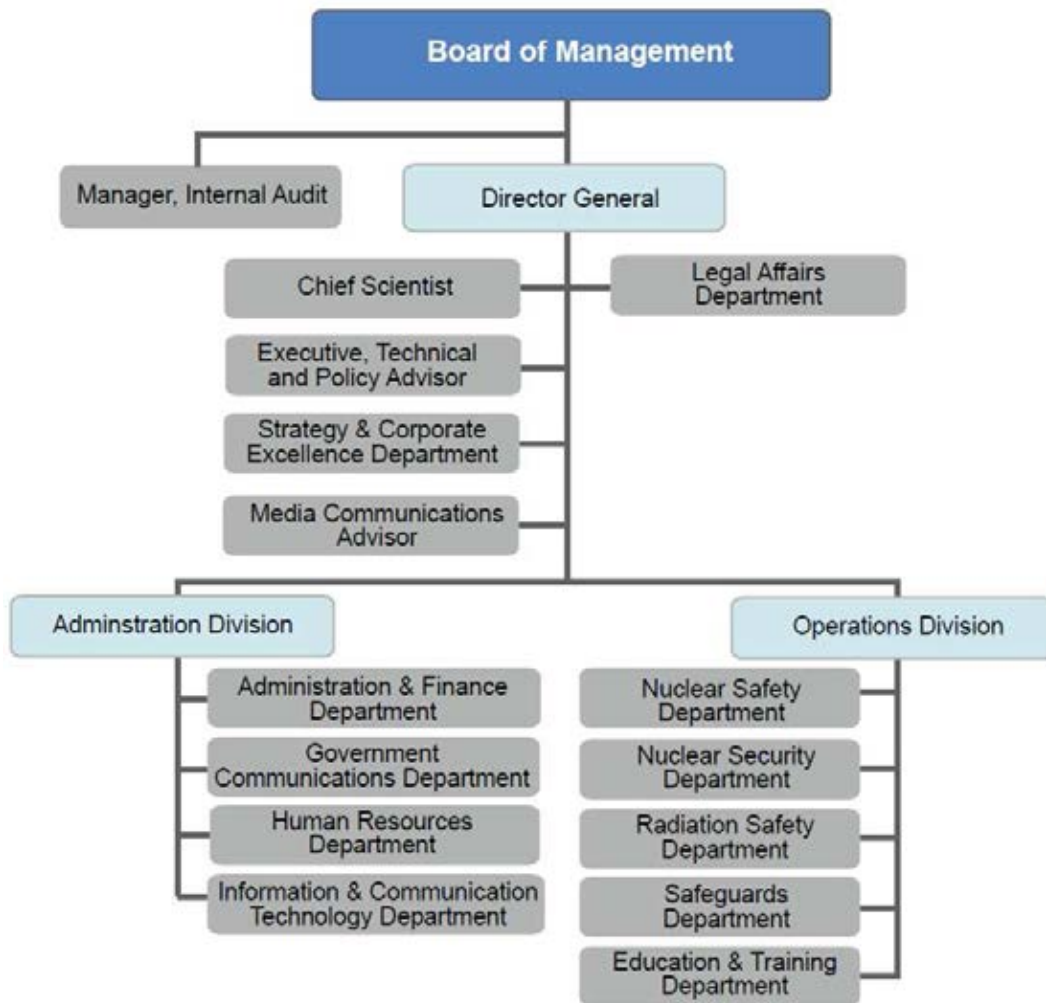 Board of Management
Manager, Internal Audit
Director General
Chief Scientist
Legal Affairs
Department
Executive, Technical
and Policy Advisor
Strategy & Corporate
Excellence Department
Media Communications
Advisor
Adminstration Division
Operations Division
Administration & Finance
Department
Government
Communications Department
Human Resources
Department
Information & Communication
Technology Department
Nuclear Safety
Department
Nuclear Security
Department
Radiation Safety
Department
Safeguards
Department
Education & Training
Department